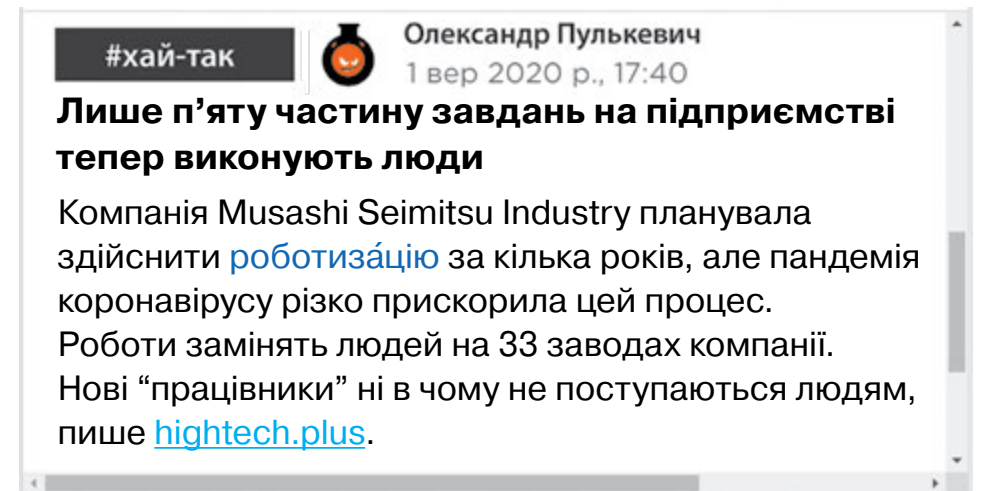 #хай-так
Олександр Пулькевич
1 вер 2020 р., 17:40
Лише п’яту частину завдань на підприємстві
тепер виконують люди
Компанія Musashi Seimitsu Industry планувала
здійснити роботиза́цію за кілька років, але пандемія
коронавірусу різко прискорила цей процес.
Роботи замінять людей на 33 заводах компанії.
Нові “працівники” ні в чому не поступаються людям,
пише hightech.plus.